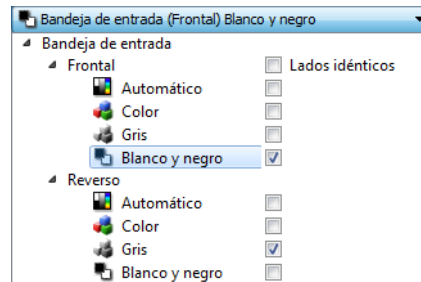 Bandeja de entrada (Frontal) Blanco y negro
Bandeja de entrada
Frontal Lados idénticos
Automático
Color
Gris
Blanco y negro
Reverso
Automático
Color
Gris
Blanco y negro